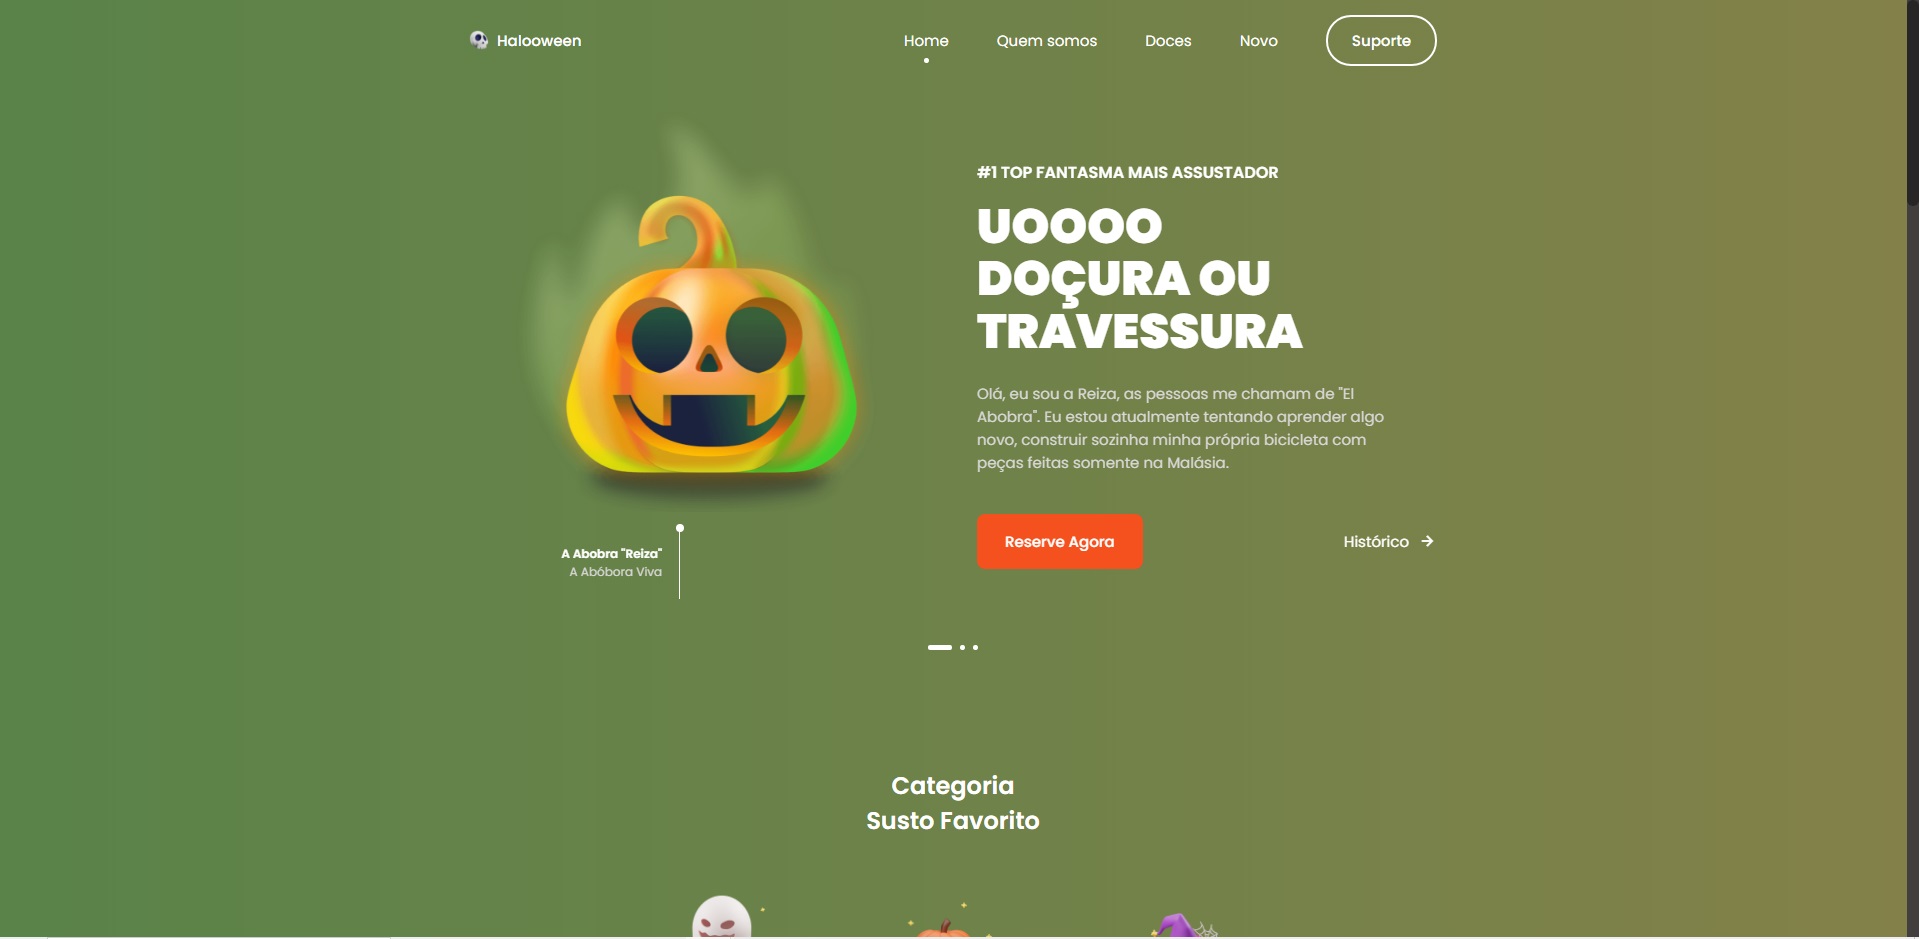 Halooween
Home
Quem somos
Doces
Novo
Suporte
#1 TOP FANTASMA MAIS ASSUSTADOR
UOOOO
DOÇURA OU
TRAVESSURA
Olá, eu sou a Reiza, as pessoas me chamam de "El
Abobra". Eu estou atualmente tentando aprender algo
novo, construir sozinha minha própria bicicleta com
peças feitas somente na Malásia.
Reserve Agora
Histórico
A Abobra "Reiza"
A Abóbora Viva
Categoria
Susto Favorito